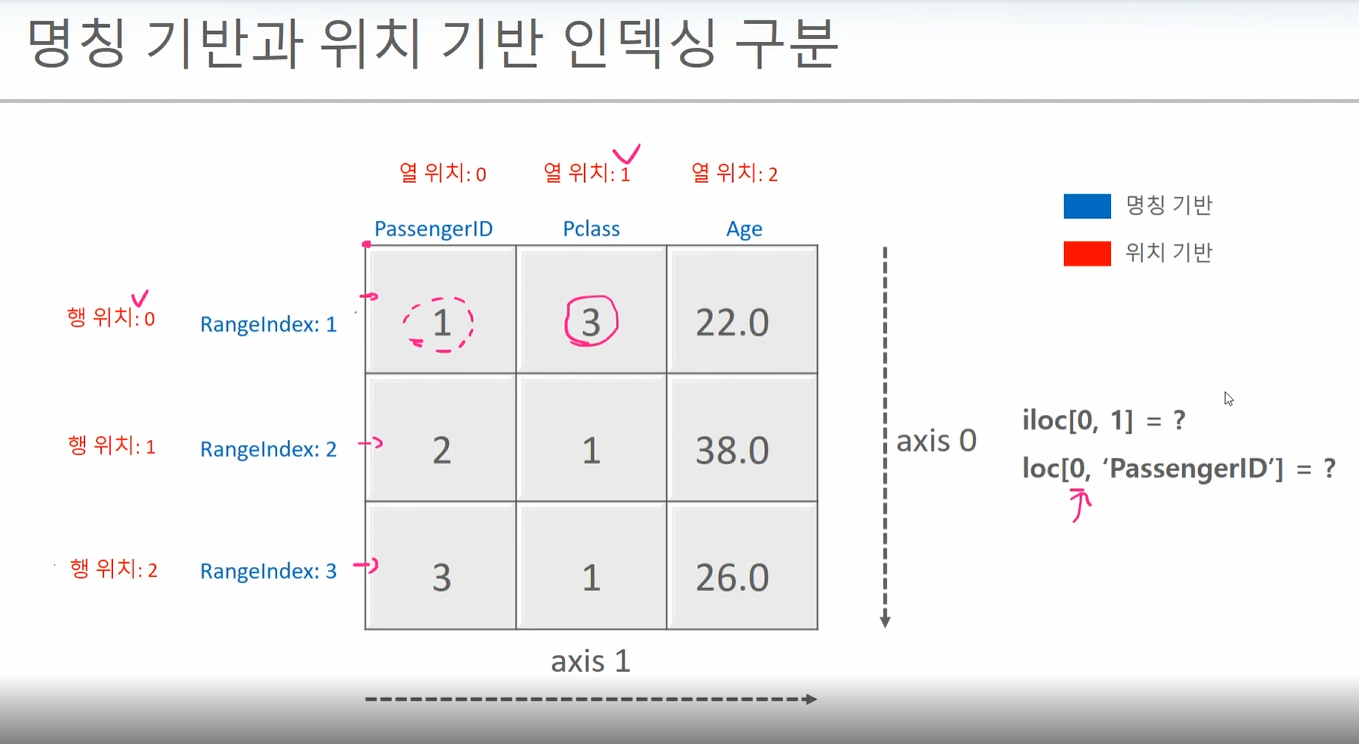 명칭 기반과 위치 기반 인덱싱 구분
열 위치: 0 열 위치: 1 열 위치: 2
명칭 기반
PassengerID Pclass Age
위치 기반
행 위치: 0 RangeIndex: 1 1 3 22.0
iloc[0, 1] = ?
행 위치: 1 RangeIndex: 2 2 1 38.0 axis 0
loc[0, ‘PassengerID’] = ?
행 위치: 2 RangeIndex: 3 3 1 26.0
axis 1